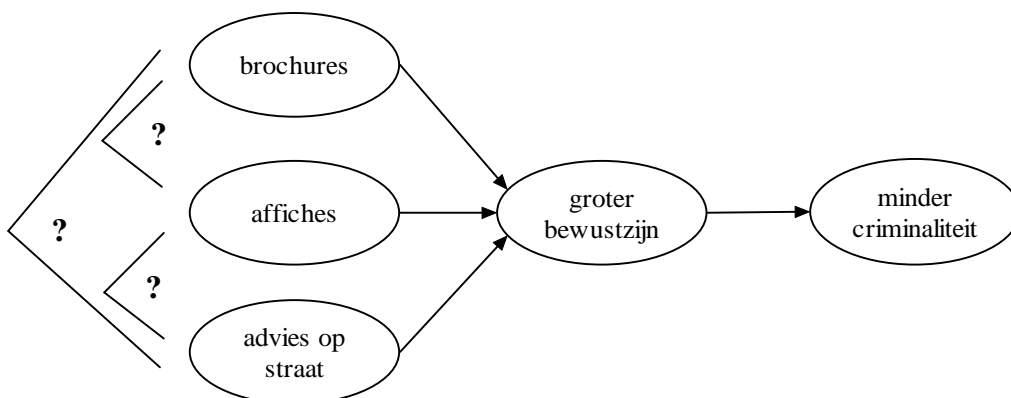 brochures
?
affiches
?
?
groter
bewustzijn
minder
criminaliteit
advies op
straat